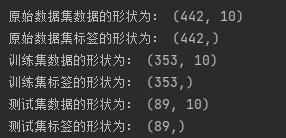 原始数据集数据的形状为： (442, 10)
原始数据集标签的形状为： (442,)
训练集数据的形状为： (353, 10)
训练集标签的形状为： (353,)
测试集数据的形状为： (89, 10)
测试集标签的形状为： (89,)